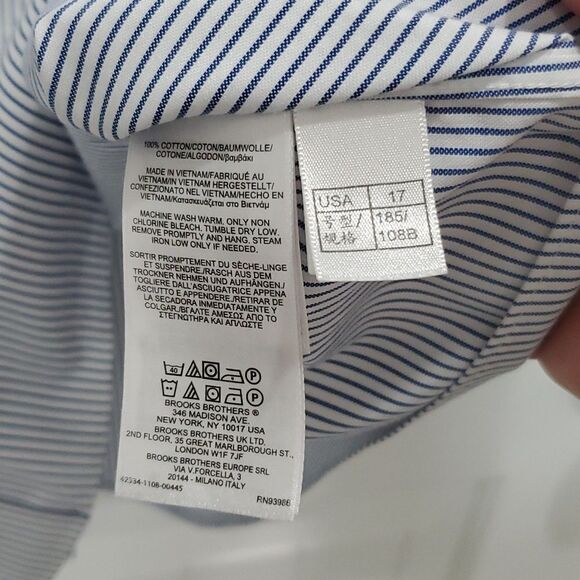 100% COTTON/COTON/BAUMWOLLE/
COTONE/ALGODON/βαμβάκι
MADE IN VIETNAM/FABRIQUÉ AU
VIETNAM/IN VIETNAM HERGESTELLT/
CONFEZIONATO NEL VIETNAM/HECHO EN
VIETNAM/Κατασκευάζεται στο Βιετνάμ
MACHINE WASH WARM. ONLY NON
CHLORINE BLEACH. TUMBLE DRY LOW.
REMOVE PROMPTLY AND HANG. STEAM
IRON LOW ONLY IF NEEDED.
SORTIR PROMPTEMENT DU SÈCHE-LINGE
ET SUSPENDRE./RASCH AUS DEM
TROCKNER NEHMEN UND AUFHÄNGEN/
TOGLIERE DALL'ASCIUGATRICE APPENA
ASCIUTTO E APPENDERE./RETIRAR DE
LA SECADORA INMEDIATAMENTE Y
COLGAR./ΒΓΑΛΤΕ ΑΜΕΣΩΣ ΑΠΟ ΤΟ
ΣΤΕΓΝΩΤΗΡΑ ΚΑΙ ΑΠΛΩΣΤΕ
40 P
P
BROOKS BROTHERS ®
346 MADISON AVE.
NEW YORK, NY 10017 USA
BROOKS BROTHERS UK LTD.
2ND FLOOR, 35 GREAT MARLBOROUGH ST.,
LONDON W1F 7JF
BROOKS BROTHERS EUROPE SRL
VIA V.FORCELLA, 3
20144 - MILANO ITALY
42534-1108-00445 RN93986
USA 17
号型/ 185/
规格 108B